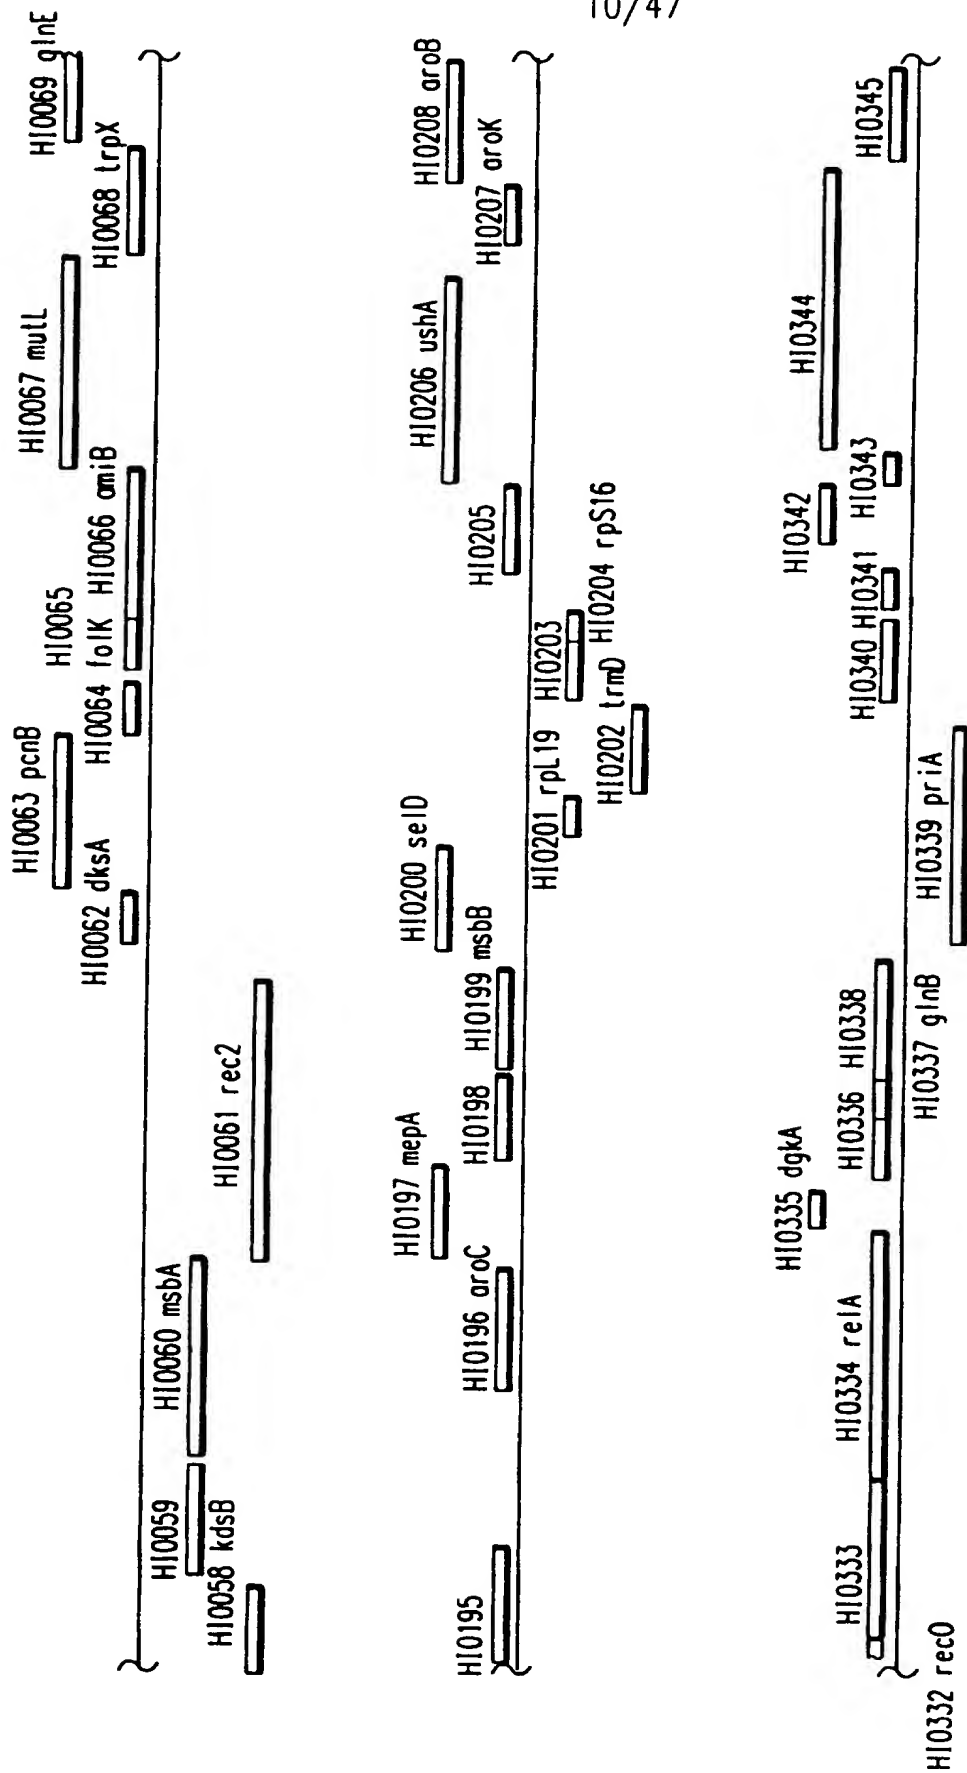 10/47
HI0058 kdsB
HI0059
HI0060 msbA
HI0061 rec2
HI0062 dksA
HI0063 pcnB
HI0064 folK
HI0065
HI0066 amiB
HI0067 mutL
HI0068 trpX
HI0069 glnE
HI0195
HI0196 aroC
HI0197 mepA
HI0198
HI0199 msbB
HI0200 selD
HI0201 rpL19
HI0202 trmD
HI0203
HI0204 rpS16
HI0205
HI0206 ushA
HI0207 aroK
HI0208 aroB
HI0332 recO
HI0333
HI0334 relA
HI0335 dgkA
HI0336
HI0337 glnB
HI0338
HI0339 priA
HI0340
HI0341
HI0342
HI0343
HI0344
HI0345